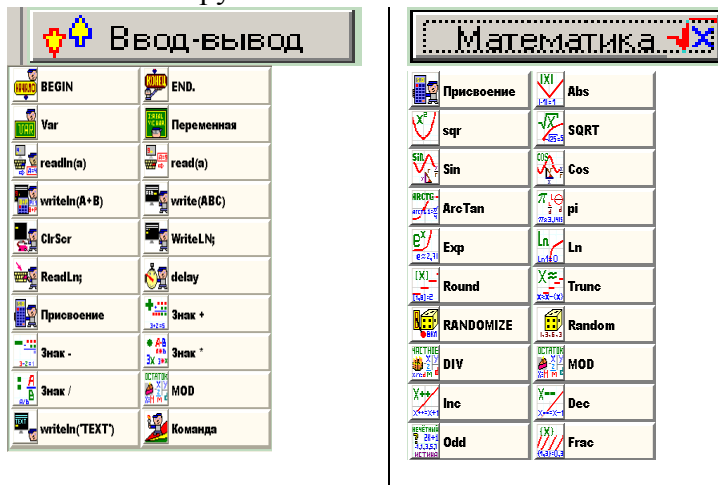 Ввод-вывод
BEGIN
END.
Var
Переменная
readln(a)
read(a)
writeln(A+B)
write(ABC)
ClrScr
WriteLN;
ReadLn;
delay
Присвоение
Знак +
Знак -
Знак *
Знак /
MOD
writeln('TEXT')
Команда
Математика
Присвоение
Abs
sqr
SQRT
Sin
Cos
ArcTan
pi
Exp
Ln
Round
Trunc
RANDOMIZE
Random
DIV
MOD
Inc
Dec
Odd
Frac